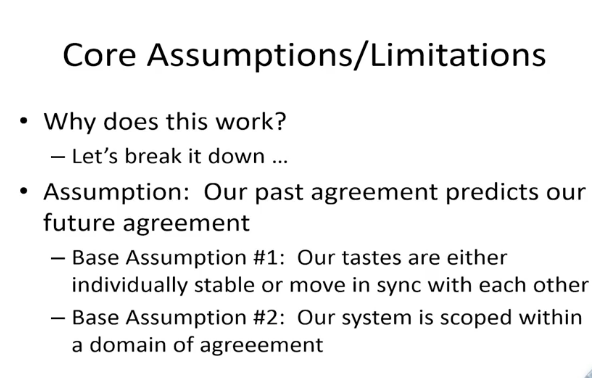 Core Assumptions/Limitations
• Why does this work?
– Let's break it down ...
• Assumption: Our past agreement predicts our
future agreement
– Base Assumption #1: Our tastes are either
individually stable or move in sync with each other
– Base Assumption #2: Our system is scoped within
a domain of agreeement